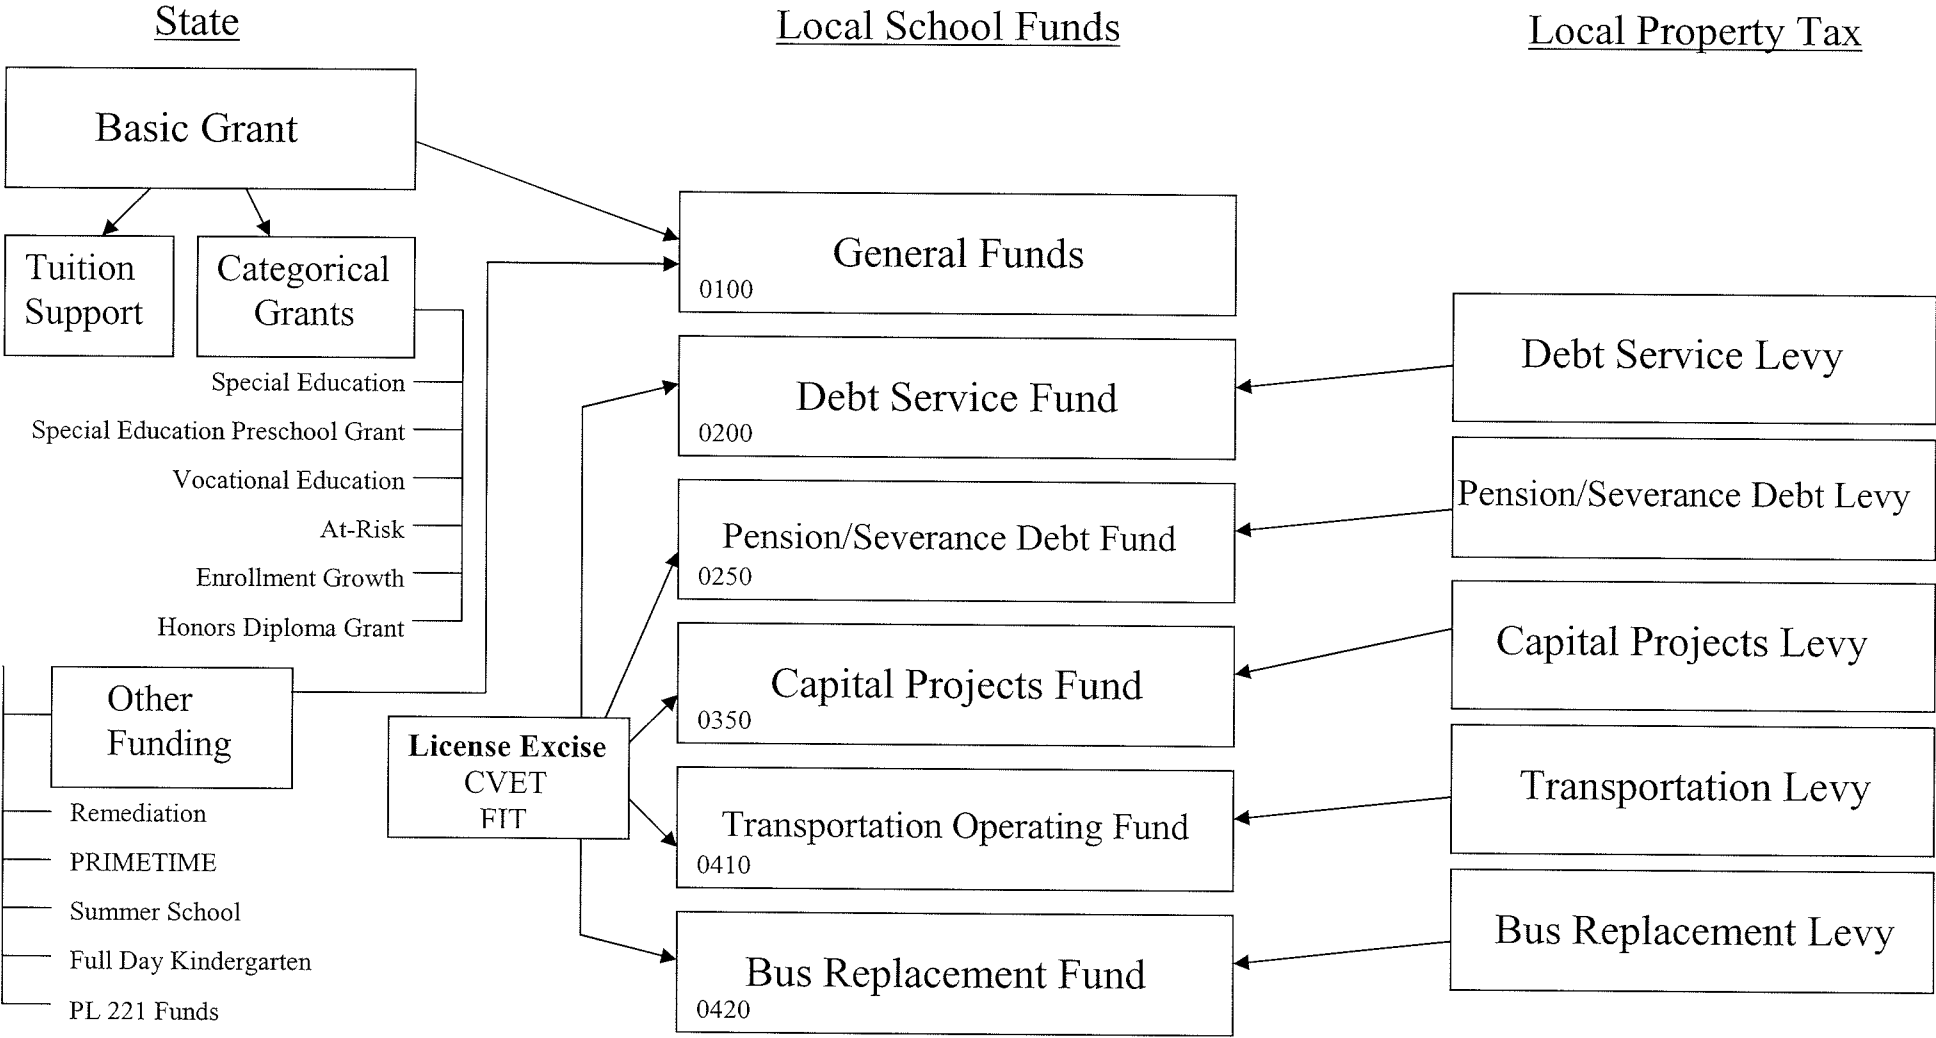 State
Basic Grant
Tuition
Support
Categorical
Grants
Special Education
Special Education Preschool Grant
Vocational Education
At-Risk
Enrollment Growth
Honors Diploma Grant
Other
Funding
Remediation
PRIMETIME
Summer School
Full Day Kindergarten
PL 221 Funds
License Excise
CVET
FIT
Local School Funds
General Funds
0100
Debt Service Fund
0200
Pension/Severance Debt Fund
0250
Capital Projects Fund
0350
Transportation Operating Fund
0410
Bus Replacement Fund
0420
Local Property Tax
Debt Service Levy
Pension/Severance Debt Levy
Capital Projects Levy
Transportation Levy
Bus Replacement Levy